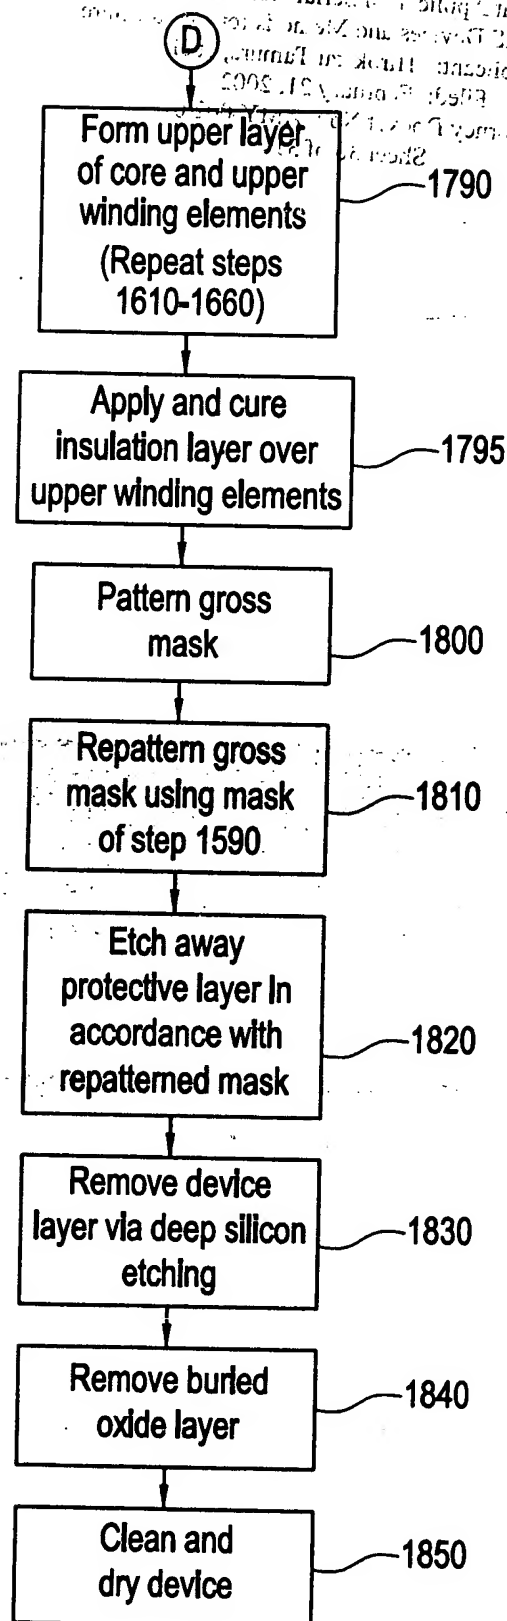 D
Form upper layer
of core and upper
winding elements
(Repeat steps
1610-1660)
1790
Apply and cure
insulation layer over
upper winding elements
1795
Pattern gross
mask
1800
Repattern gross
mask using mask
of step 1590
1810
Etch away
protective layer in
accordance with
repatterned mask
1820
Remove device
layer via deep silicon
etching
1830
Remove buried
oxide layer
1840
Clean and
dry device
1850
2002